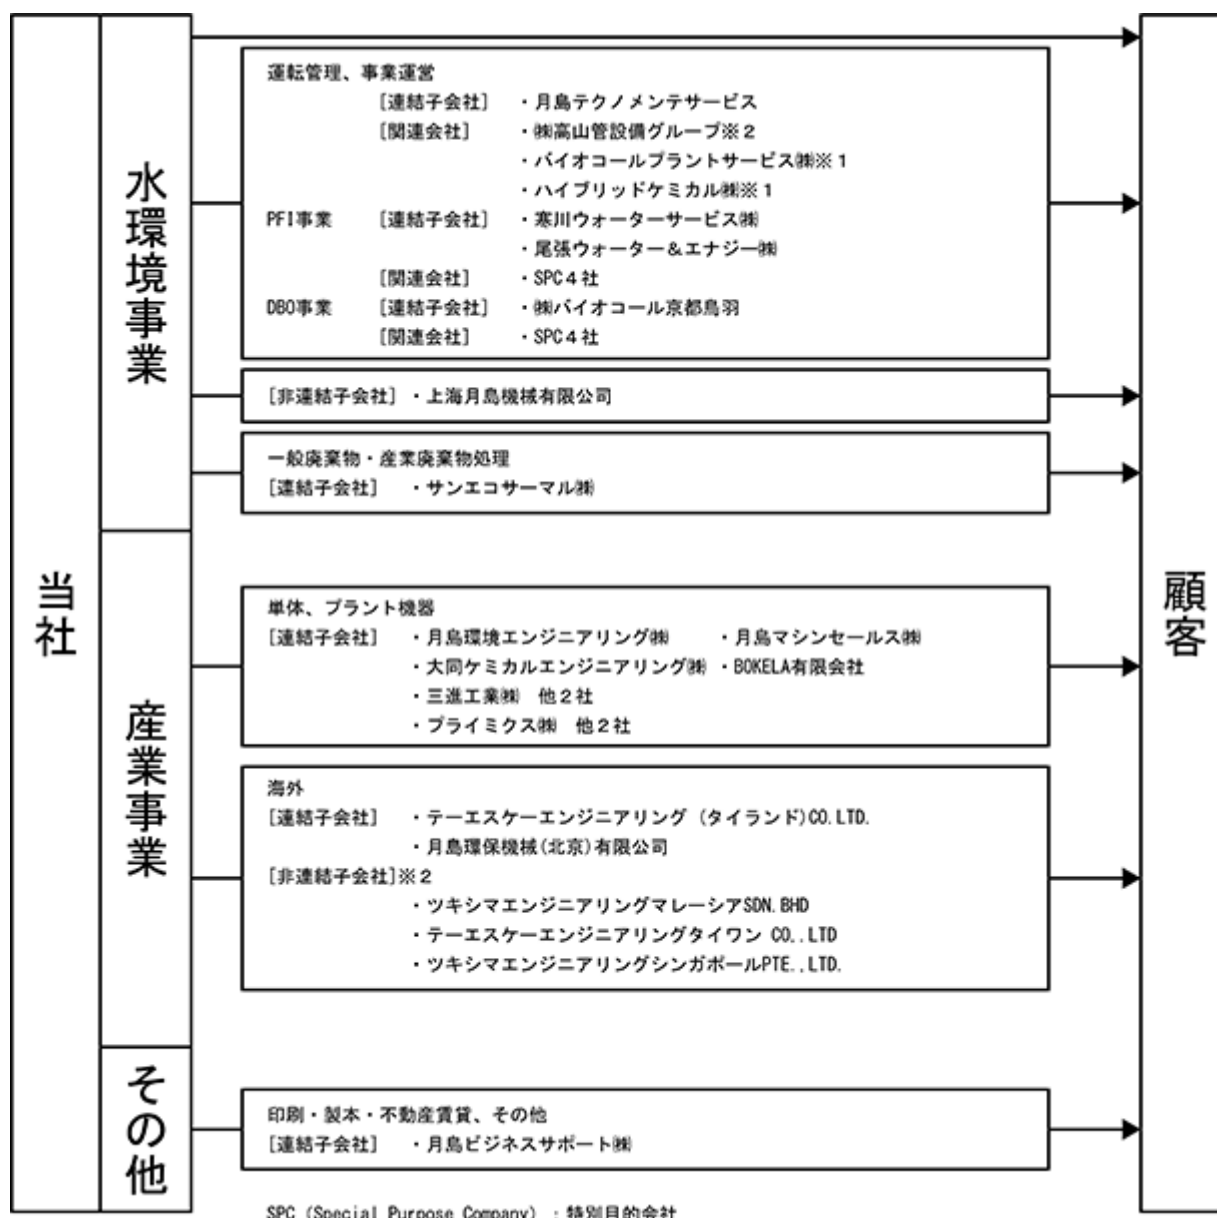 当社
水環境事業
運転管理、事業運営
[連結子会社] ・月島テクノメンテサービス
[関連会社] ・㈱高山管設備グループ※２
・バイオコールプラントサービス㈱※１
・ハイブリッドケミカル㈱※１
PFI事業 [連結子会社] ・寒川ウォーターサービス㈱
・尾張ウォーター＆エナジー㈱
[関連会社] ・SPC４社
DBO事業 [連結子会社] ・㈱バイオコール京都鳥羽
[関連会社] ・SPC４社
[非連結子会社] ・上海月島機械有限公司
一般廃棄物・産業廃棄物処理
[連結子会社] ・サンエコサーマル㈱
産業事業
単体、プラント機器
[連結子会社] ・月島環境エンジニアリング㈱ ・月島マシンセールス㈱
・大同ケミカルエンジニアリング㈱ ・BOKELA有限会社
・三進工業㈱　他２社
・プライミクス㈱　他２社
海外
[連結子会社] ・テーエスケーエンジニアリング (タイランド)CO.LTD.
・月島環保機械(北京)有限公司
[非連結子会社]※２
・ツキシマエンジニアリングマレーシアSDN.BHD
・テーエスケーエンジニアリングタイワン CO.,LTD
・ツキシマエンジニアリングシンガポールPTE.,LTD.
その他
印刷・製本・不動産賃貸、その他
[連結子会社] ・月島ビジネスサポート㈱
顧客
SPC (Special Purpose Company) ：特別目的会社